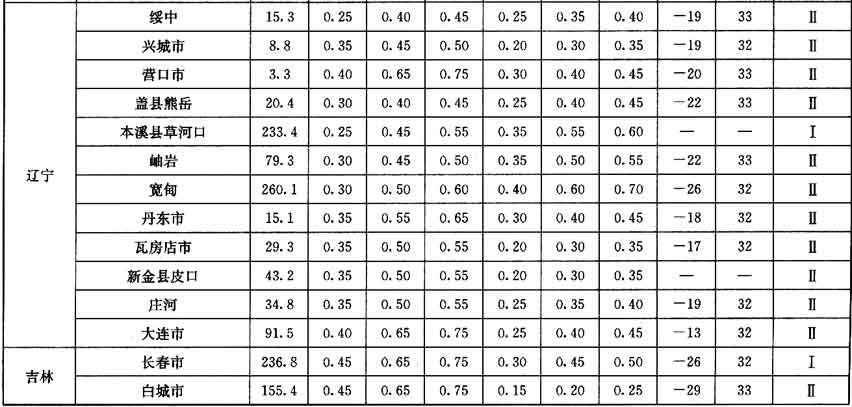 辽宁
绥中 15.3 0.25 0.40 0.45 0.25 0.35 0.40 -19 33 Ⅱ
兴城市 8.8 0.35 0.45 0.50 0.20 0.30 0.35 -19 32 Ⅱ
营口市 3.3 0.40 0.65 0.75 0.30 0.40 0.45 -20 33 Ⅱ
盖县熊岳 20.4 0.30 0.40 0.45 0.25 0.40 0.45 -22 33 Ⅱ
本溪县草河口 233.4 0.25 0.45 0.55 0.35 0.55 0.60 — — Ⅰ
岫岩 79.3 0.30 0.45 0.50 0.35 0.50 0.55 -22 33 Ⅱ
宽甸 260.1 0.30 0.50 0.60 0.40 0.60 0.70 -26 32 Ⅱ
丹东市 15.1 0.35 0.55 0.65 0.30 0.40 0.45 -18 32 Ⅱ
瓦房店市 29.3 0.35 0.50 0.55 0.20 0.30 0.35 -17 32 Ⅱ
新金县皮口 43.2 0.35 0.50 0.55 0.20 0.30 0.35 — — Ⅱ
庄河 34.8 0.35 0.50 0.55 0.25 0.35 0.40 -19 32 Ⅱ
大连市 91.5 0.40 0.65 0.75 0.25 0.40 0.45 -13 32 Ⅱ
吉林
长春市 236.8 0.45 0.65 0.75 0.30 0.45 0.50 -26 32 Ⅰ
白城市 155.4 0.45 0.65 0.75 0.15 0.20 0.25 -29 33 Ⅱ